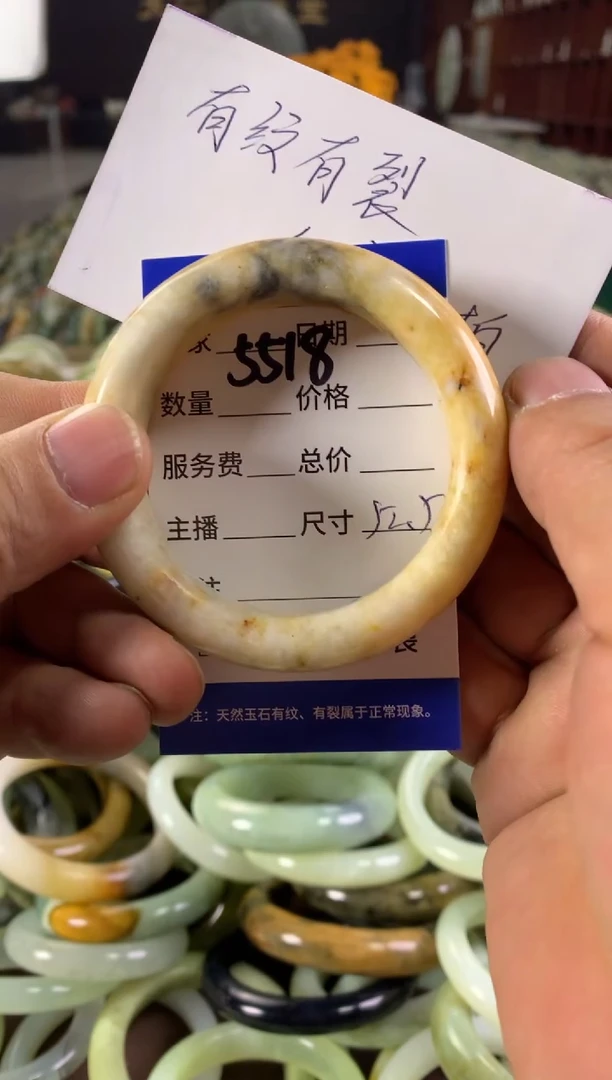 有纹有裂
日期
5518
数量 价格
服务费 总价
主播 尺寸 52.5
注：天然玉石有纹、有裂属于正常现象。